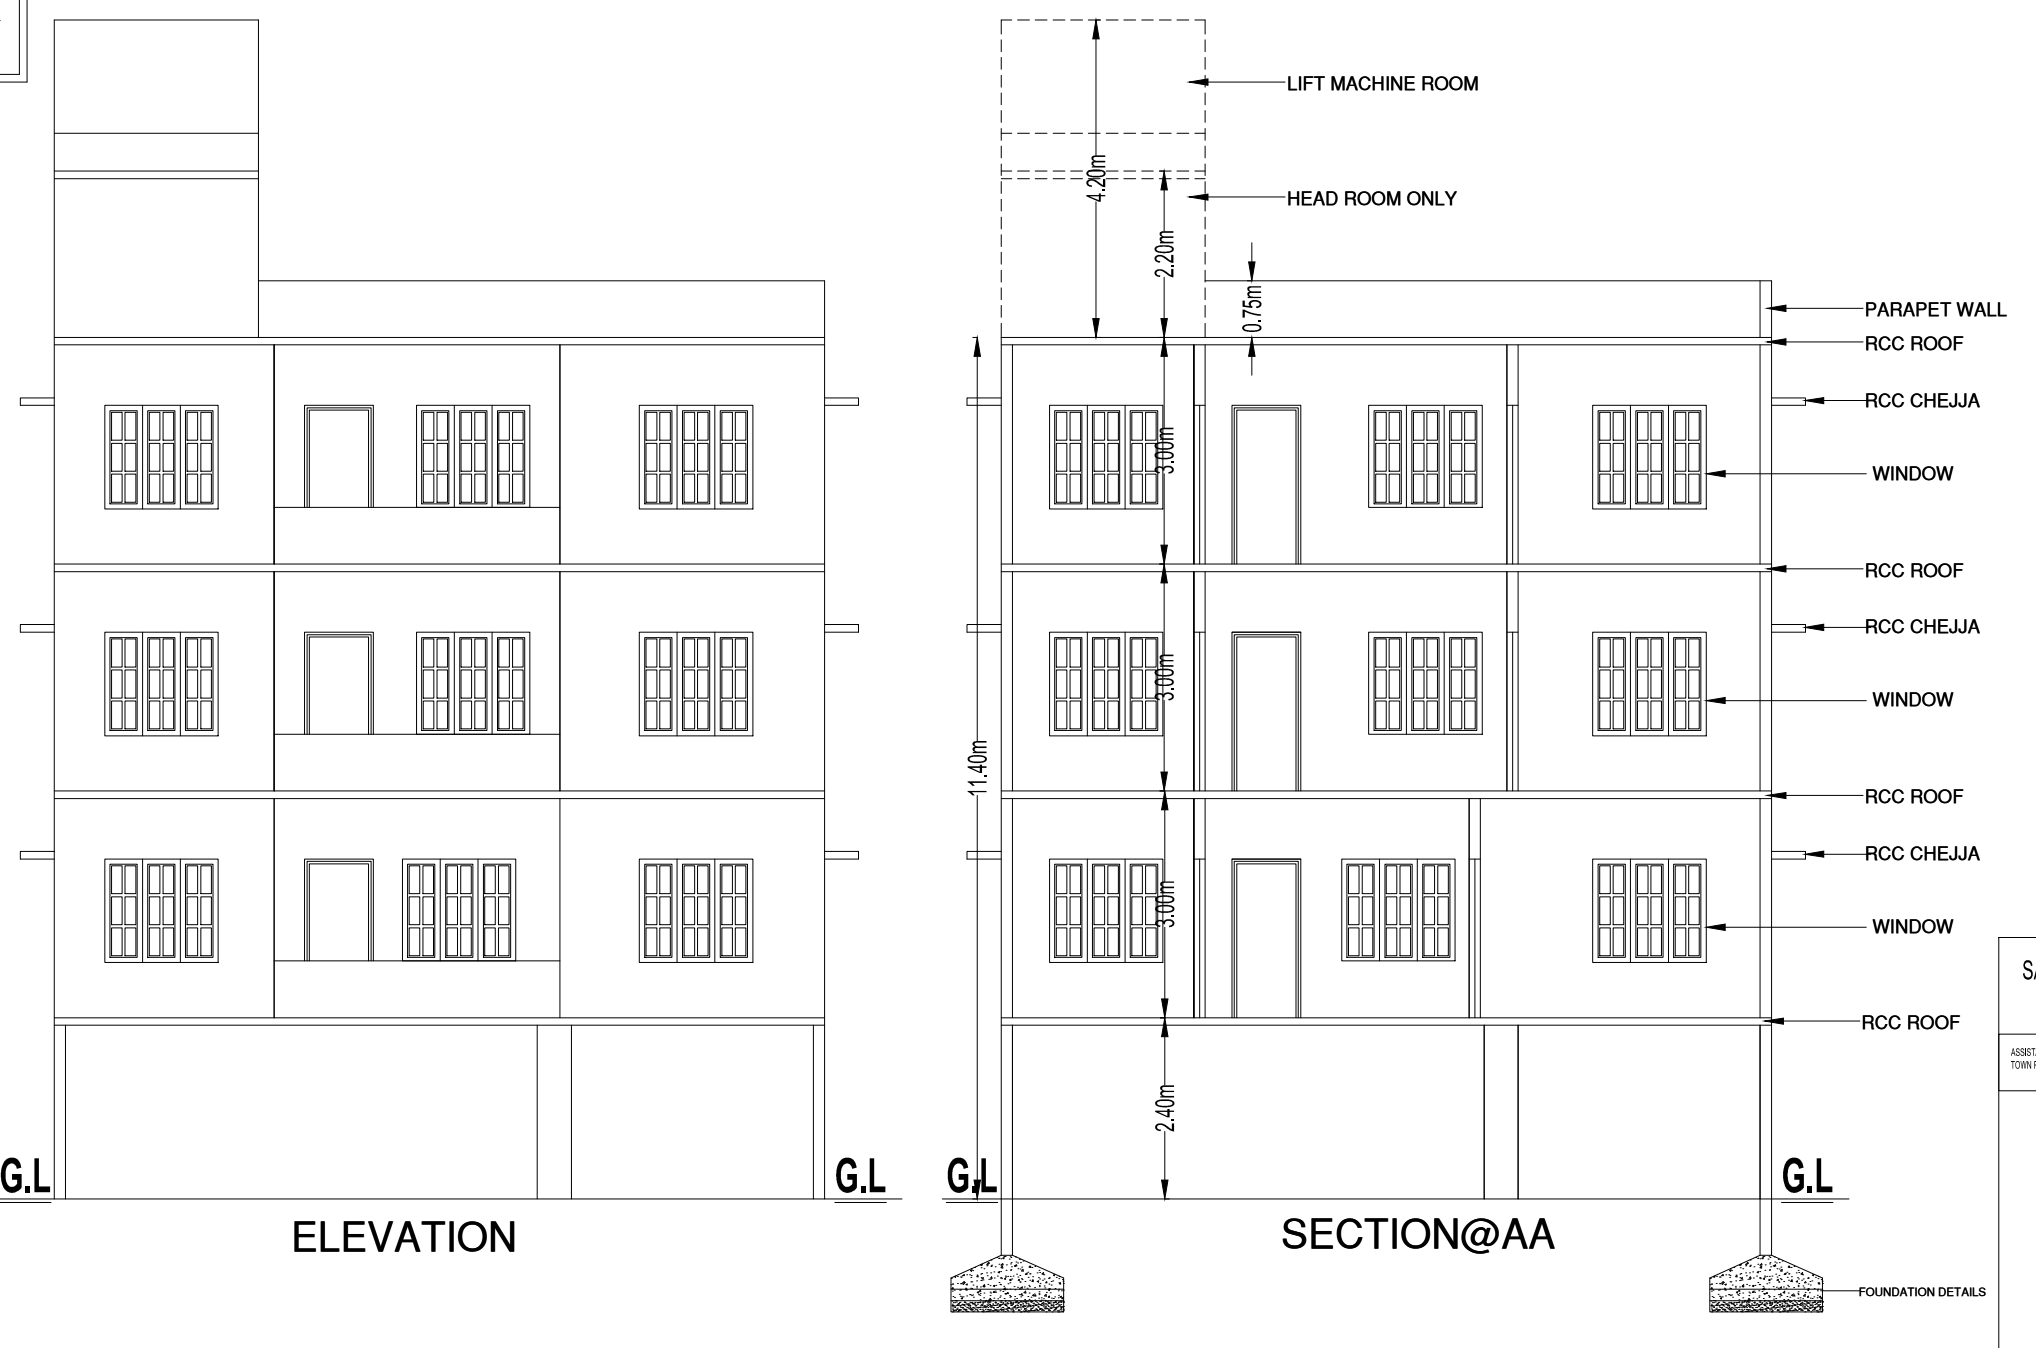 LIFT MACHINE ROOM
4.20m
HEAD ROOM ONLY
2.20m
0.75m
PARAPET WALL
RCC ROOF
RCC CHEJJA
3.00m
WINDOW
RCC ROOF
RCC CHEJJA
3.00m
WINDOW
11.40m
RCC ROOF
RCC CHEJJA
3.00m
WINDOW
RCC ROOF
2.40m
G.L
G.L
G.L
G.L
ELEVATION
SECTION@AA
FOUNDATION DETAILS